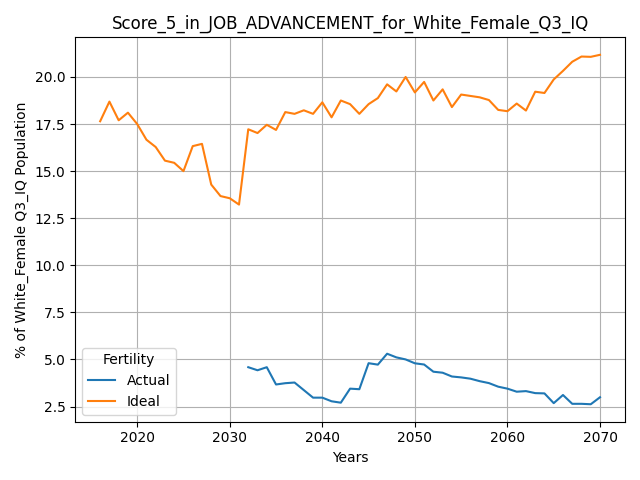 Score_5_in_JOB_ADVANCEMENT_for_White_Female_Q3_IQ
% of White_Female Q3_IQ Population
20.0
17.5
15.0
12.5
10.0
7.5
5.0
2.5
Fertility
Actual
Ideal
2020 2030 2040 2050 2060 2070
Years